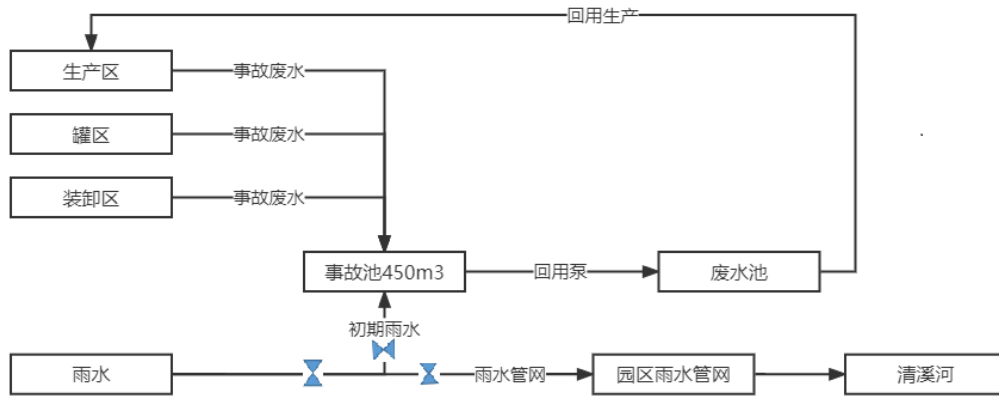 回用生产
生产区
事故废水
罐区
事故废水
装卸区
事故废水
事故池450m3
回用泵
废水池
初期雨水
雨水
雨水管网
园区雨水管网
清溪河